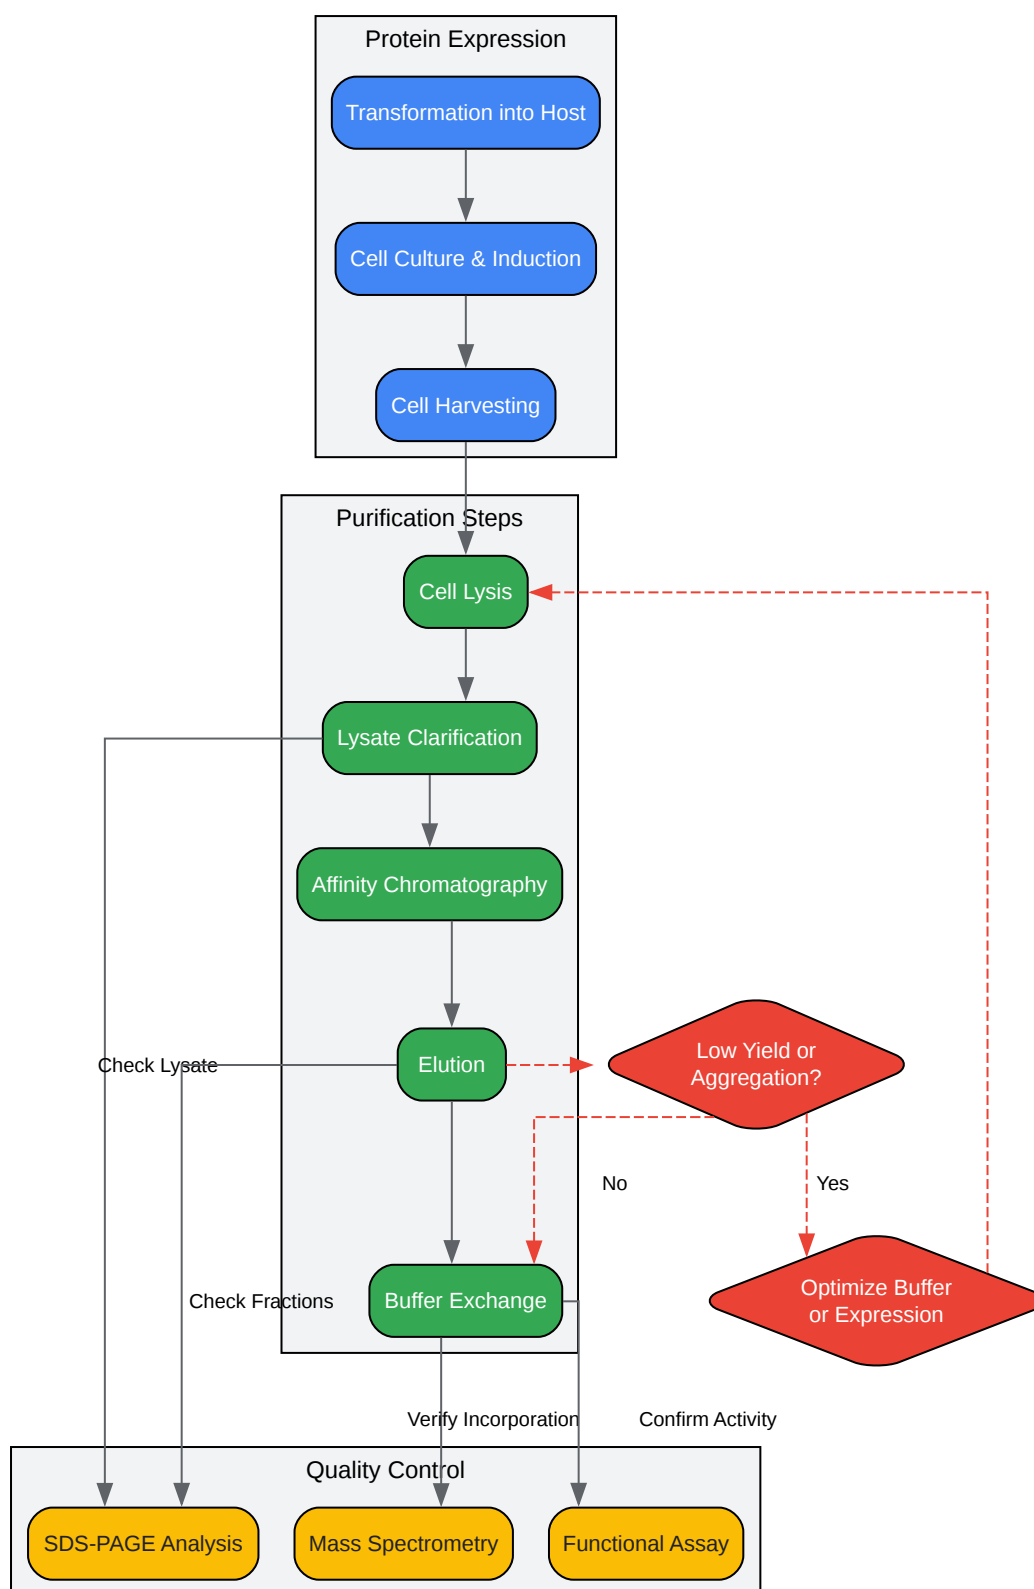 Protein Expression
Transformation into Host
Cell Culture & Induction
Cell Harvesting
Purification Steps
Cell Lysis
Lysate Clarification
Affinity Chromatography
Check Lysate
Elution
Low Yield or
Aggregation?
No
Yes
Check Fractions
Buffer Exchange
Optimize Buffer
or Expression
Verify Incorporation
Confirm Activity
Quality Control
SDS-PAGE Analysis
Mass Spectrometry
Functional Assay